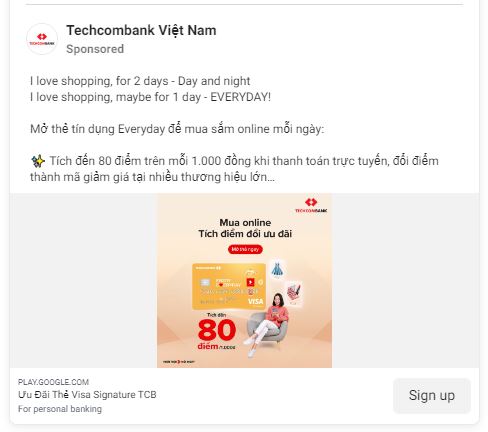 TECHCOMBANK
Techcombank Việt Nam
Sponsored
I love shopping, for 2 days - Day and night
I love shopping, maybe for 1 day - EVERYDAY!
Mở thẻ tín dụng Everyday để mua sắm online mỗi ngày:
✨ Tích đến 80 điểm trên mỗi 1.000 đồng khi thanh toán trực tuyến, đổi điểm
thành mã giảm giá tại nhiều thương hiệu lớn...
TECHCOMBANK
Mua online
Tích điểm đổi ưu đãi
Mở thẻ ngay
VISA
Tích đến
80
điểm/1.000đ
PLAY.GOOGLE.COM
Ưu Đãi Thẻ Visa Signature TCB
For personal banking
Sign up